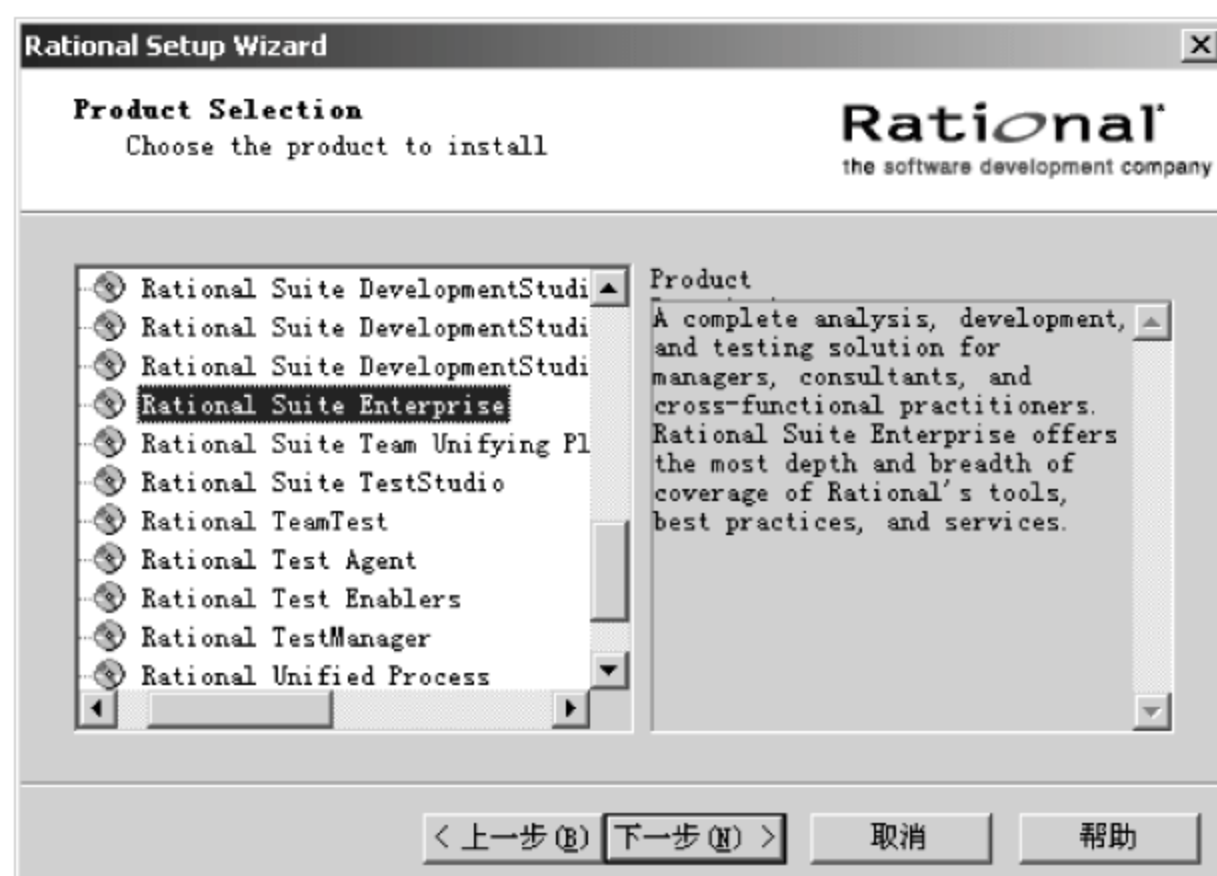 Rational Setup Wizard
Product Selection
Choose the product to install
Rational
the software development company
Rational Suite DevelopmentStudi
Rational Suite DevelopmentStudi
Rational Suite DevelopmentStudi
Rational Suite Enterprise
Rational Suite Team Unifying Pl
Rational Suite TestStudio
Rational TeamTest
Rational Test Agent
Rational Test Enablers
Rational TestManager
Rational Unified Process
Product
A complete analysis, development,
and testing solution for
managers, consultants, and
cross-functional practitioners.
Rational Suite Enterprise offers
the most depth and breadth of
coverage of Rational's tools,
best practices, and services.
< 上一步(B)
下一步(N) >
取消
帮助